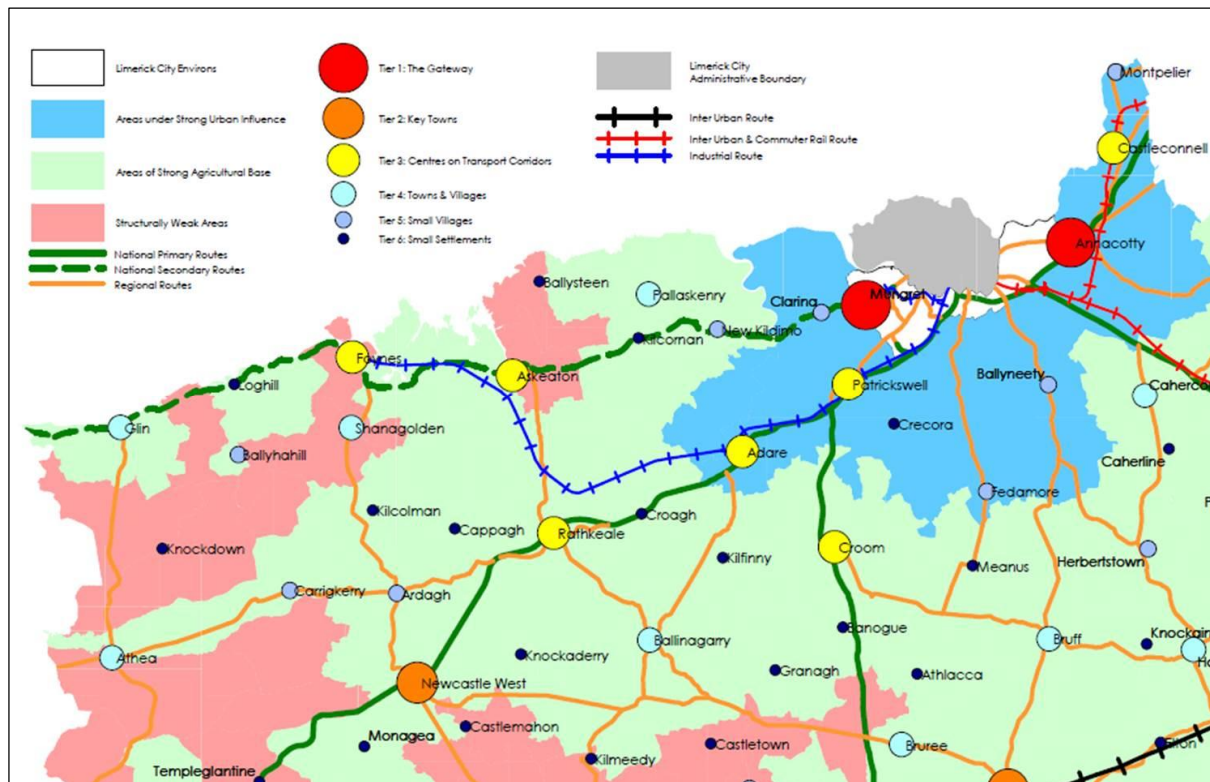 Limerick City Environs
Areas under Strong Urban Influence
Areas of Strong Agricultural Base
Structurally Weak Areas
National Primary Routes
National Secondary Routes
Regional Routes
Tier 1: The Gateway
Tier 2: Key Towns
Tier 3: Centres on Transport Corridors
Tier 4: Towns & Villages
Tier 5: Small Villages
Tier 6: Small Settlements
Limerick City
Administrative Boundary
Inter Urban Route
Inter Urban & Commuter Rail Route
Industrial Route
Montpelier
Castleconnell
Annacotty
Ballysteen
Pallaskenry
Clarina
Mungret
New Kildimo
Kilcornan
Foynes
Askeaton
Loghill
Patrickswell
Ballyneety
Glin
Shanagolden
Crecora
Ballyhahill
Adare
Caherline
Fedamore
Kilcolman
Croagh
Cappagh
Rathkeale
Knockdown
Croom
Kilfinny
Meanus
Herbertstown
Carrigkerry
Ardagh
Banogue
Ballinagarry
Bruff
Athea
Knockaderry
Granagh
Athlacca
Newcastle West
Castlemahon
Monagea
Castletown
Bruree
Kilmeedy
Templeglantine